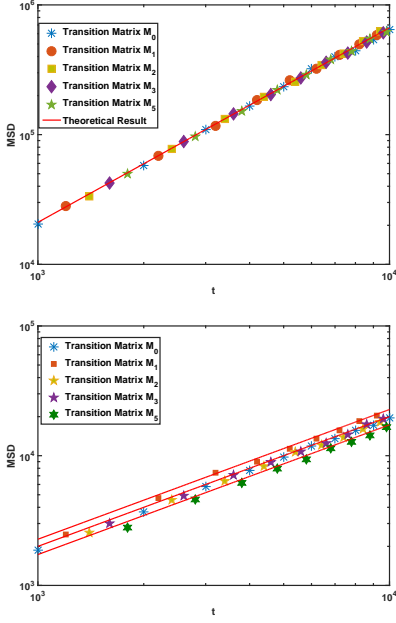 10^6
Transition Matrix M_0
Transition Matrix M_1
Transition Matrix M_2
Transition Matrix M_3
Transition Matrix M_5
Theoretical Result
MSD
10^5
10^4
10^3
10^4
t
10^5
Transition Matrix M_0
Transition Matrix M_1
Transition Matrix M_2
Transition Matrix M_3
Transition Matrix M_5
MSD
10^4
10^3
10^3
10^4
t